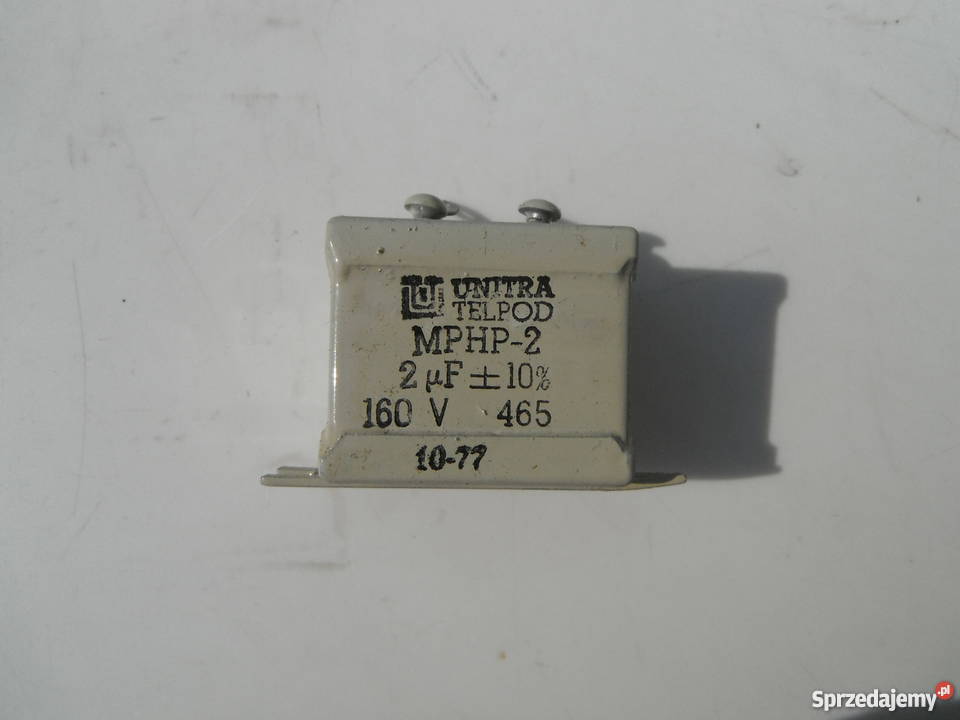 UNITRA
TELPOD
MPHP-2
2 µF ±10%
160 V 465
10-77
Sprzedajemy.pl